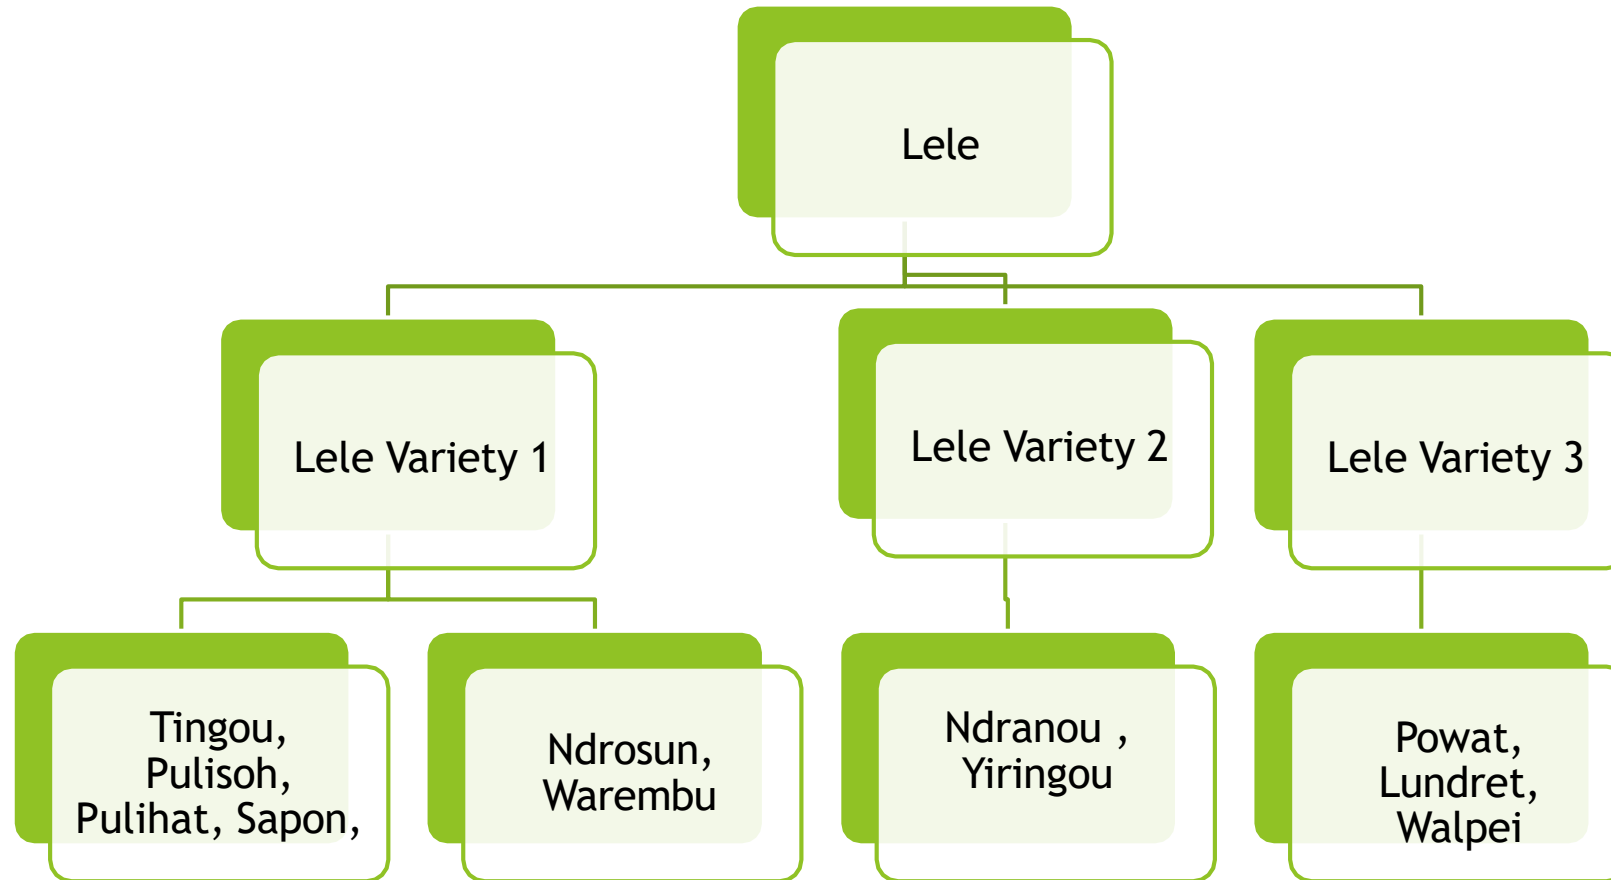 Lele
Lele Variety 1
Lele Variety 2
Lele Variety 3
Tingou,
Pulisoh,
Pulihat, Sapon,
Ndrosun,
Warembu
Ndranou ,
Yiringou
Powat,
Lundret,
Walpei